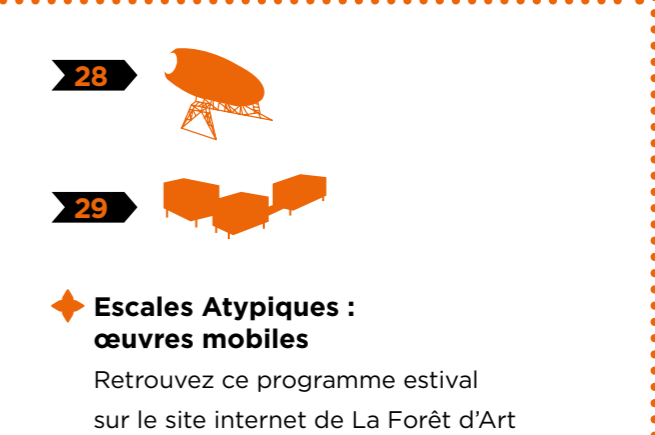 28
29
Escales Atypiques :
œuvres mobiles
Retrouvez ce programme estival
sur le site internet de La Forêt d’Art